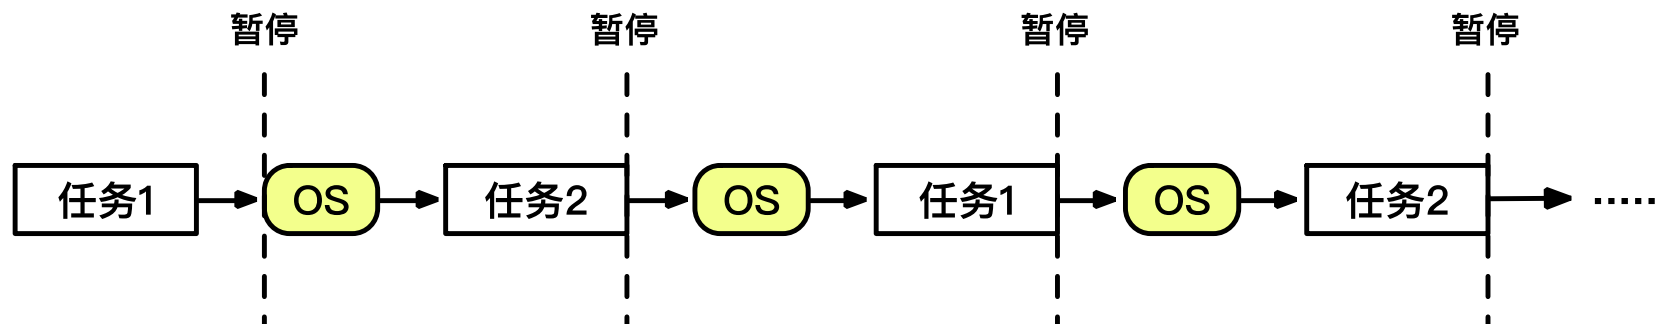 暂停 暂停 暂停 暂停
任务1 OS 任务2 OS 任务1 OS 任务2 ......